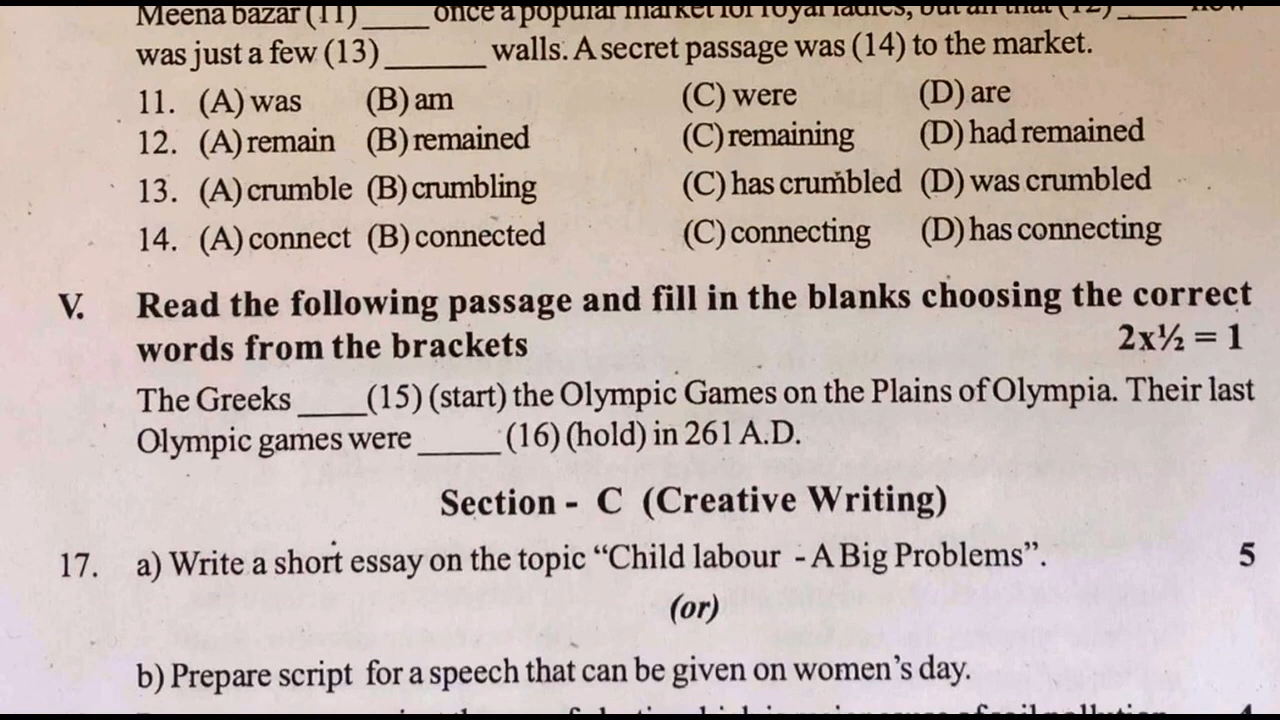 Meena bazar (11)____ once a popular market for royal ladies, but all that (12)_____ now
was just a few (13)______ walls. A secret passage was (14) to the market.
11. (A) was (B) am (C) were (D) are
12. (A) remain (B) remained (C) remaining (D) had remained
13. (A) crumble (B) crumbling (C) has crumbled (D) was crumbled
14. (A) connect (B) connected (C) connecting (D) has connecting
V. Read the following passage and fill in the blanks choosing the correct
words from the brackets 2x½ = 1
The Greeks ____(15) (start) the Olympic Games on the Plains of Olympia. Their last
Olympic games were _____ (16) (hold) in 261 A.D.
Section - C (Creative Writing)
17. a) Write a short essay on the topic “Child labour - A Big Problems”. 5
(or)
b) Prepare script for a speech that can be given on women’s day.